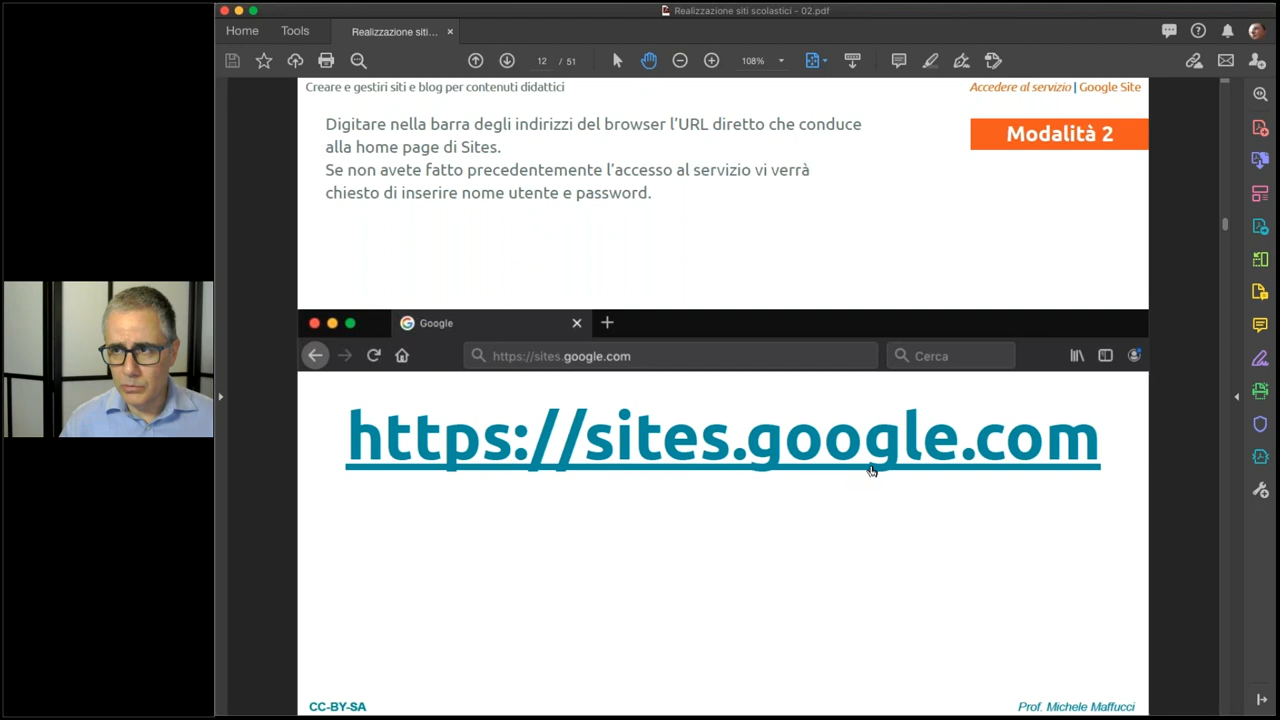 Realizzazione siti scolastici - 02.pdf
Home
Tools
Realizzazione siti...
12 / 51
108%
Creare e gestiri siti e blog per contenuti didattici
Accedere al servizio | Google Site
Digitare nella barra degli indirizzi del browser l'URL diretto che conduce
alla home page di Sites.
Se non avete fatto precedentemente l'accesso al servizio vi verrà
chiesto di inserire nome utente e password.
Modalità 2
Google
https://sites.google.com
Cerca
https://sites.google.com
CC-BY-SA
Prof. Michele Maffucci